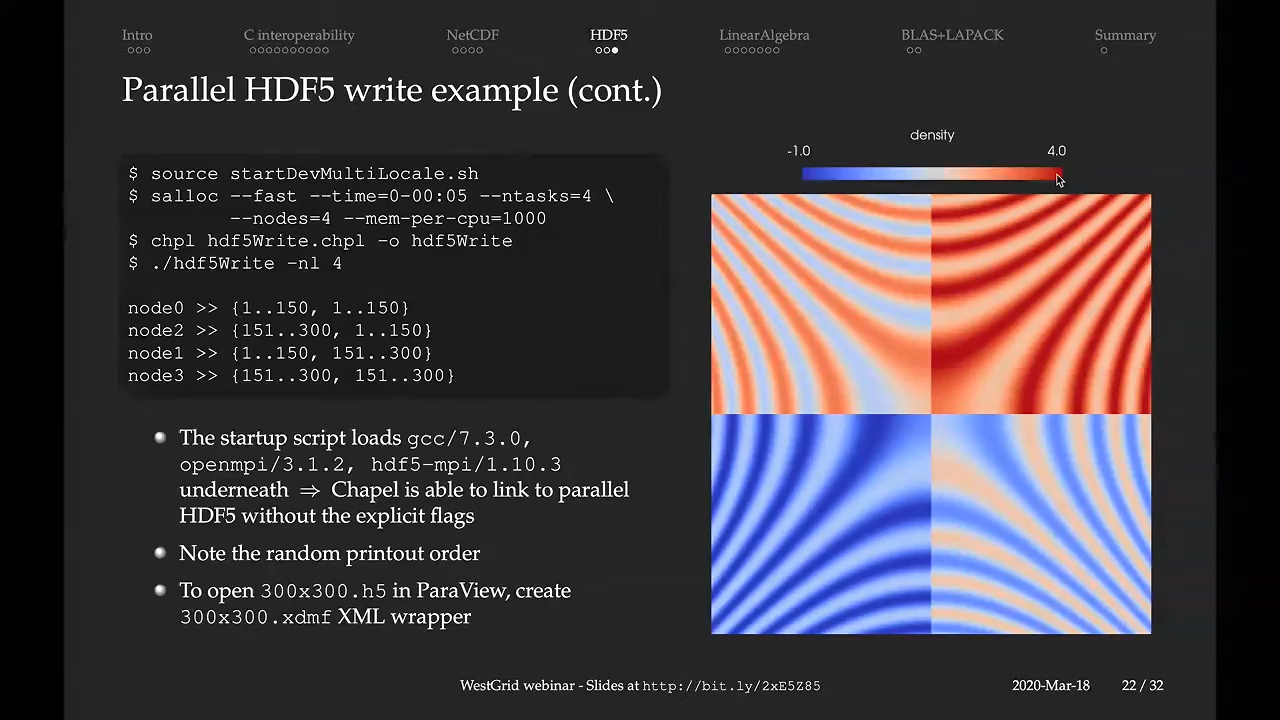 Intro C interoperability NetCDF HDF5 LinearAlgebra BLAS+LAPACK Summary
Parallel HDF5 write example (cont.)
$ source startDevMultiLocale.sh
$ salloc --fast --time=0-00:05 --ntasks=4 \
--nodes=4 --mem-per-cpu=1000
$ chpl hdf5Write.chpl -o hdf5Write
$ ./hdf5Write -nl 4
node0 >> {1..150, 1..150}
node2 >> {151..300, 1..150}
node1 >> {1..150, 151..300}
node3 >> {151..300, 151..300}
The startup script loads gcc/7.3.0,
openmpi/3.1.2, hdf5-mpi/1.10.3
underneath ⇒ Chapel is able to link to parallel
HDF5 without the explicit flags
Note the random printout order
To open 300x300.h5 in ParaView, create
300x300.xdmf XML wrapper
density
-1.0 4.0
WestGrid webinar - Slides at http://bit.ly/2xE5Z85 2020-Mar-18 22 / 32